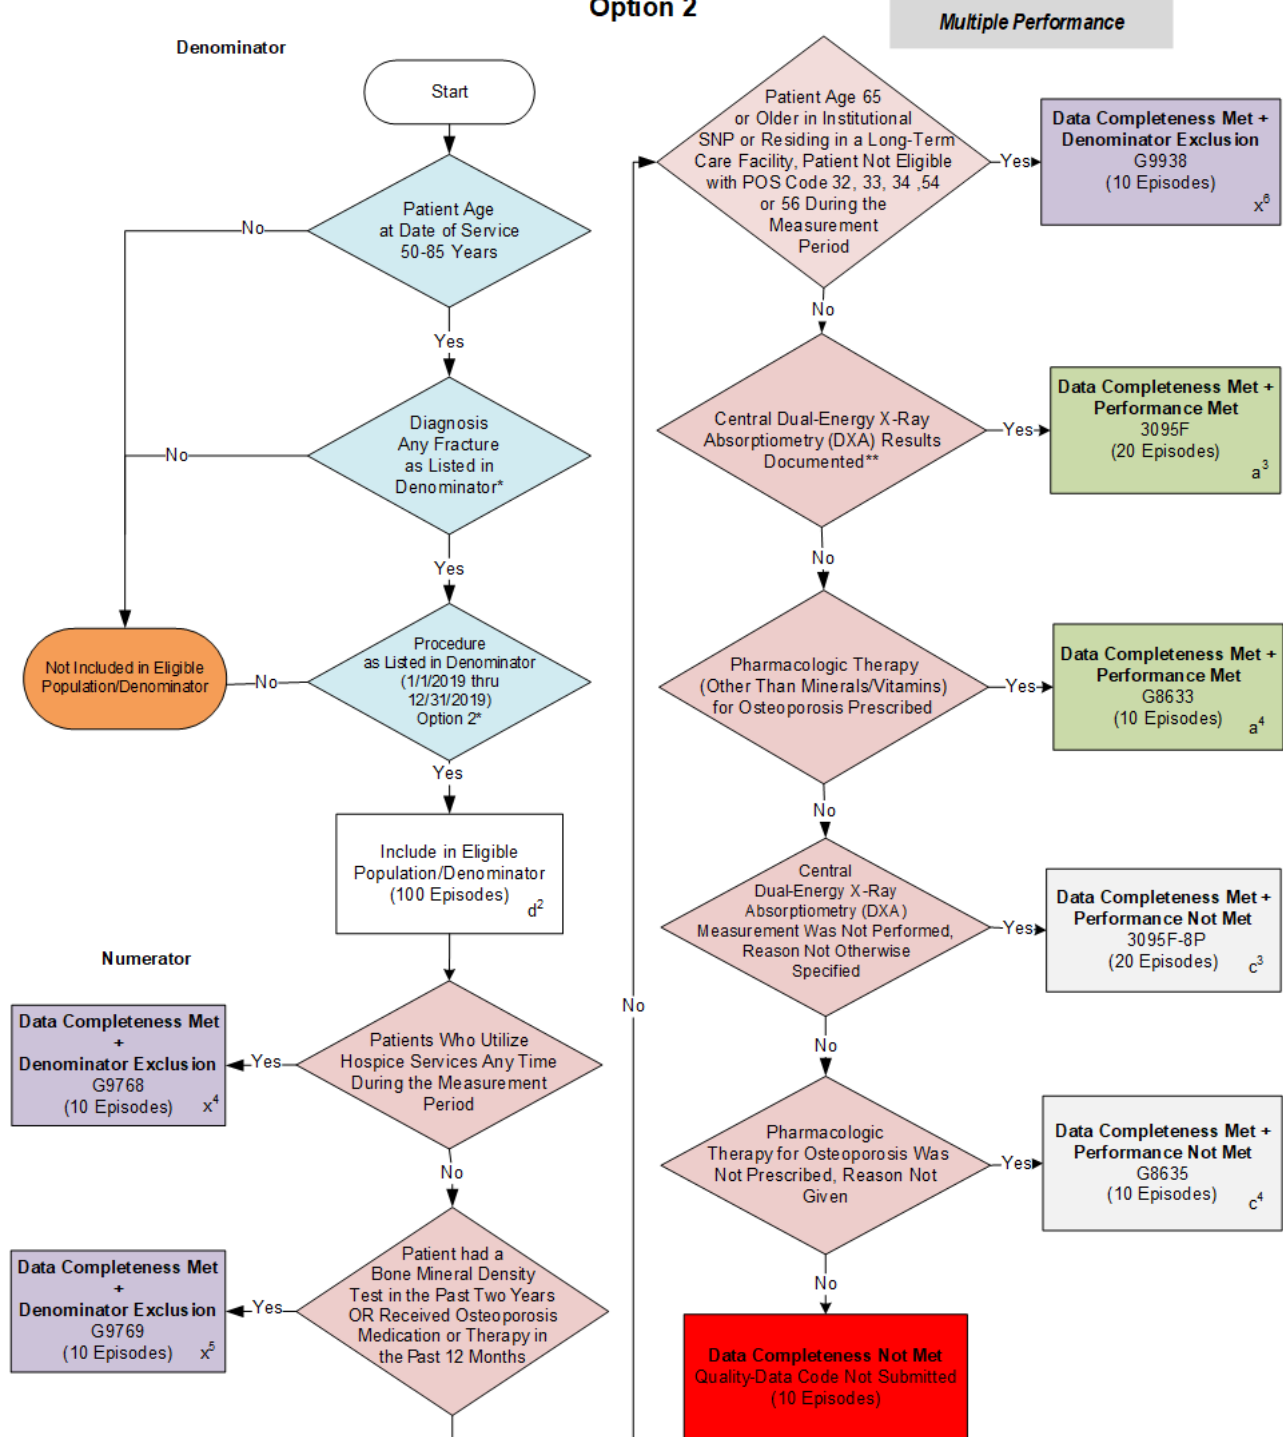 Option 2
Multiple Performance
Denominator
Start
Patient Age
at Date of Service
50-85 Years
No
Yes
Diagnosis
Any Fracture
as Listed in
Denominator*
No
Yes
Procedure
as Listed in Denominator
(1/1/2019 thru
12/31/2019)
Option 2*
No
Not Included in Eligible
Population/Denominator
Yes
Include in Eligible
Population/Denominator
(100 Episodes)
d²
Numerator
Patients Who Utilize
Hospice Services Any Time
During the Measurement
Period
Yes
Data Completeness Met
+
Denominator Exclusion
G9768
(10 Episodes)
x⁴
No
Patient had a
Bone Mineral Density
Test in the Past Two Years
OR Received Osteoporosis
Medication or Therapy in
the Past 12 Months
Yes
Data Completeness Met
+
Denominator Exclusion
G9769
(10 Episodes)
x⁵
No
Patient Age 65
or Older in Institutional
SNP or Residing in a Long-Term
Care Facility, Patient Not Eligible
with POS Code 32, 33, 34 ,54
or 56 During the
Measurement
Period
Yes
Data Completeness Met +
Denominator Exclusion
G9938
(10 Episodes)
x⁶
No
Central Dual-Energy X-Ray
Absorptiometry (DXA) Results
Documented**
Yes
Data Completeness Met +
Performance Met
3095F
(20 Episodes)
a³
No
Pharmacologic Therapy
(Other Than Minerals/Vitamins)
for Osteoporosis Prescribed
Yes
Data Completeness Met +
Performance Met
G8633
(10 Episodes)
a⁴
No
Central
Dual-Energy X-Ray
Absorptiometry (DXA)
Measurement Was Not Performed,
Reason Not Otherwise
Specified
Yes
Data Completeness Met +
Performance Not Met
3095F-8P
(20 Episodes)
c³
No
Pharmacologic
Therapy for Osteoporosis Was
Not Prescribed, Reason Not
Given
Yes
Data Completeness Met +
Performance Not Met
G8635
(10 Episodes)
c⁴
No
Data Completeness Not Met
Quality-Data Code Not Submitted
(10 Episodes)